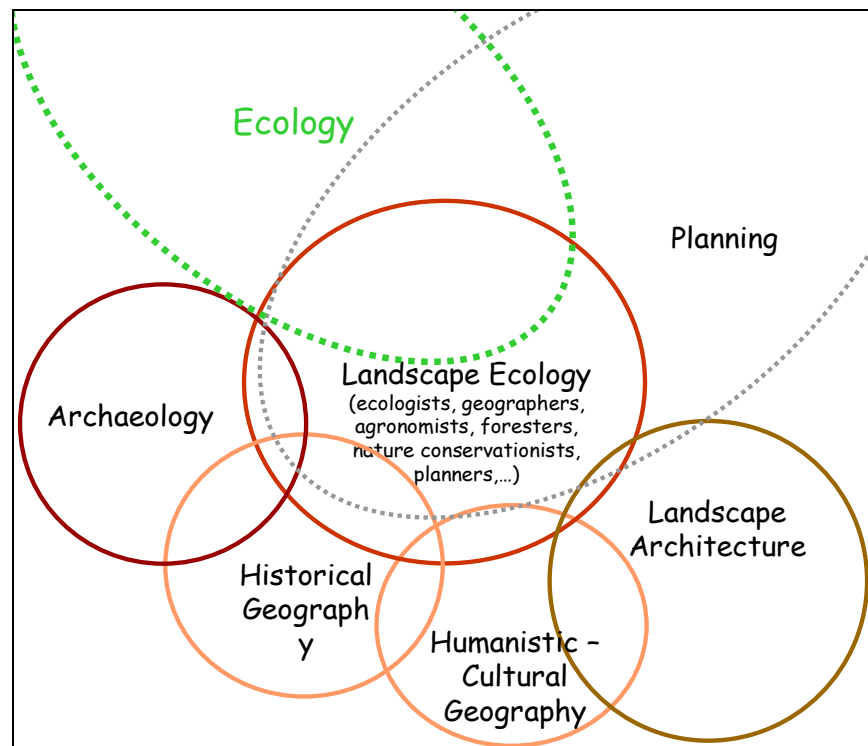 Ecology
Planning
Landscape Ecology
(ecologists, geographers,
agronomists, foresters,
nature conservationists,
planners,...)
Archaeology
Landscape
Architecture
Historical
Geograph
y
Humanistic –
Cultural
Geography